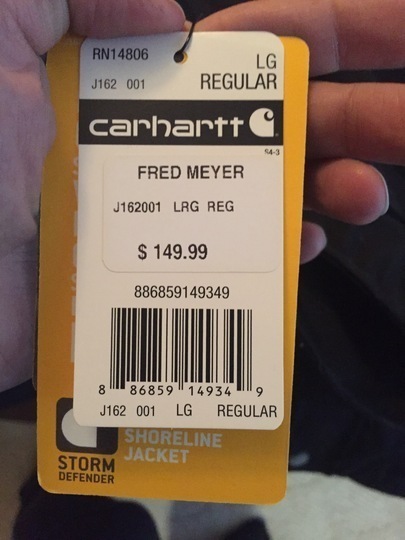 RN14806
LG
J162 001
REGULAR
carhartt
S4-3
FRED MEYER
J162001 LRG REG
$ 149.99
886859149349
8 86859 14934 9
J162 001 LG REGULAR
SHORELINE
JACKET
STORM
DEFENDER